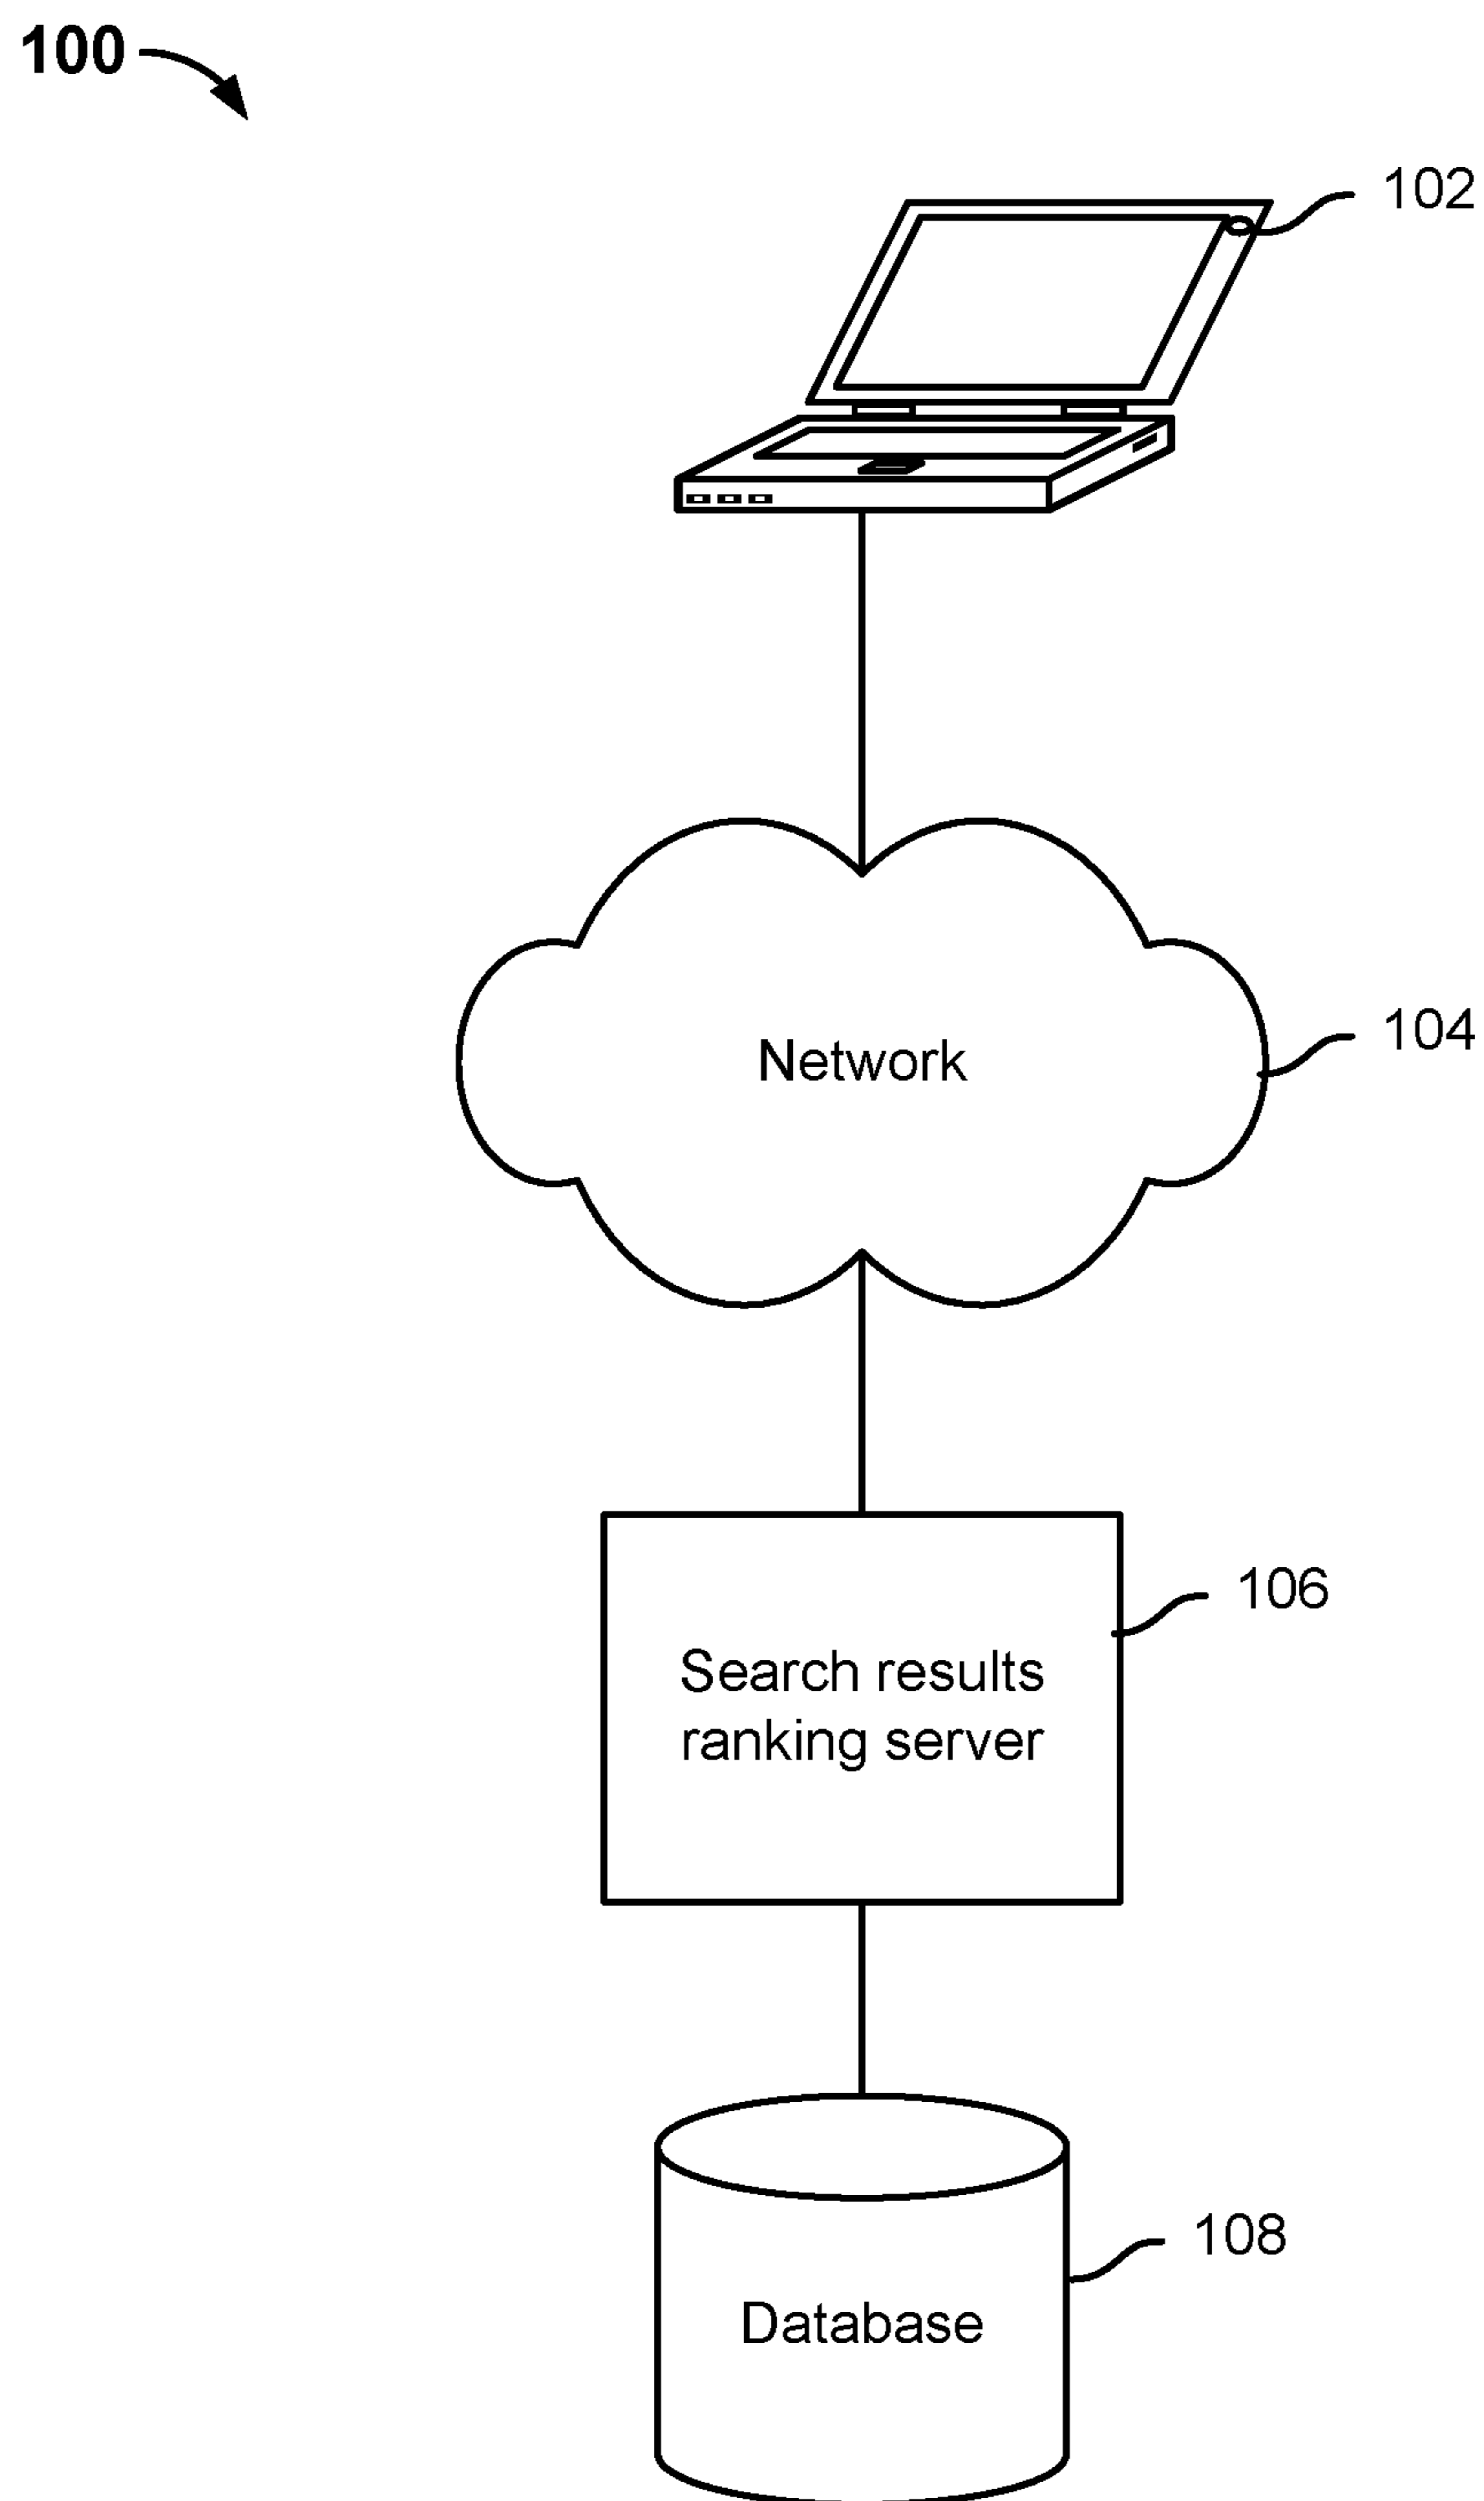 100
102
Network
104
106
Search results
ranking server
108
Database